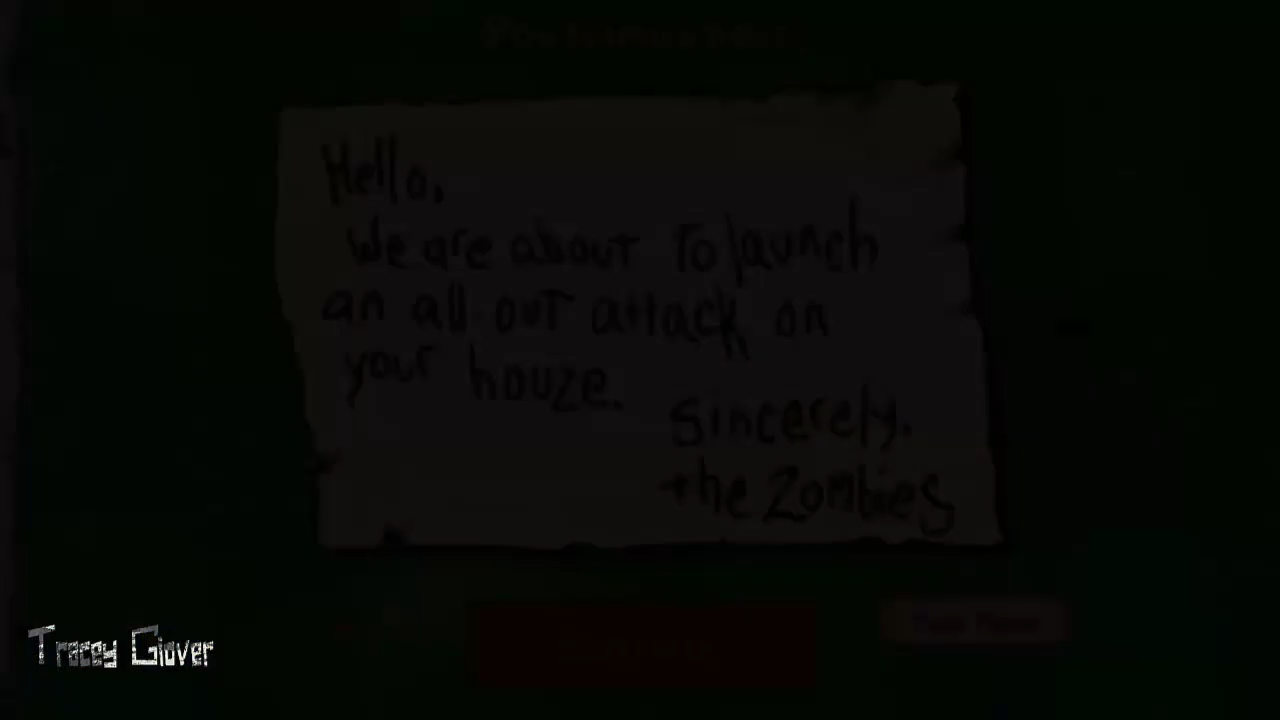 Hello,
We are about to launch
an all out attack on
your houze.
Sincerely,
the Zombies
Tracey Glover